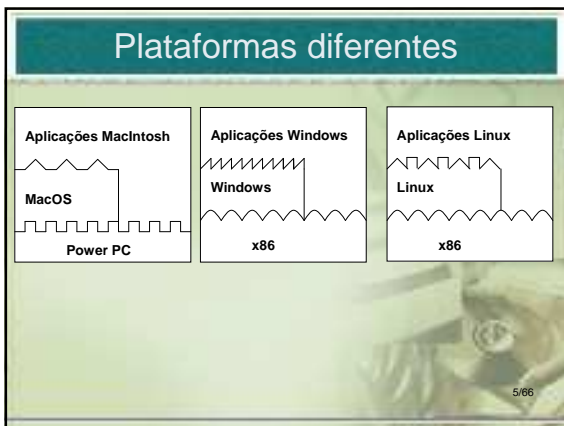 Plataformas diferentes
Aplicações MacIntosh
MacOS
Power PC
Aplicações Windows
Windows
x86
Aplicações Linux
Linux
x86
5/66